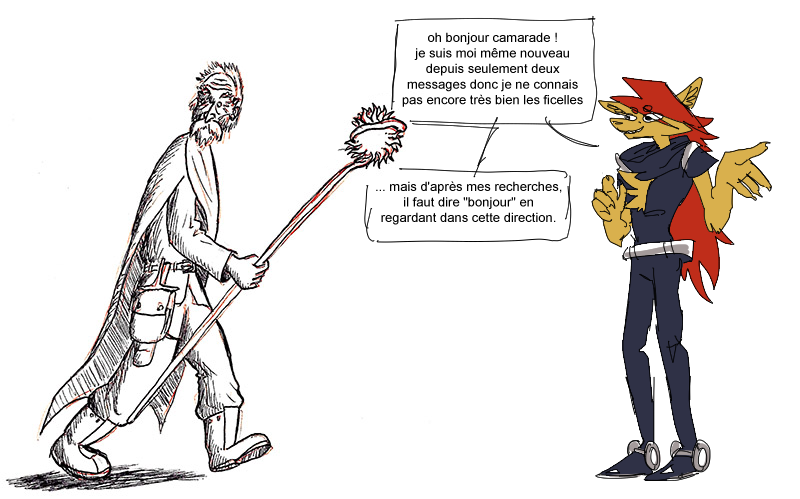 oh bonjour camarade !
je suis moi même nouveau
depuis seulement deux
messages donc je ne connais
pas encore très bien les ficelles
... mais d'après mes recherches,
il faut dire "bonjour" en
regardant dans cette direction.